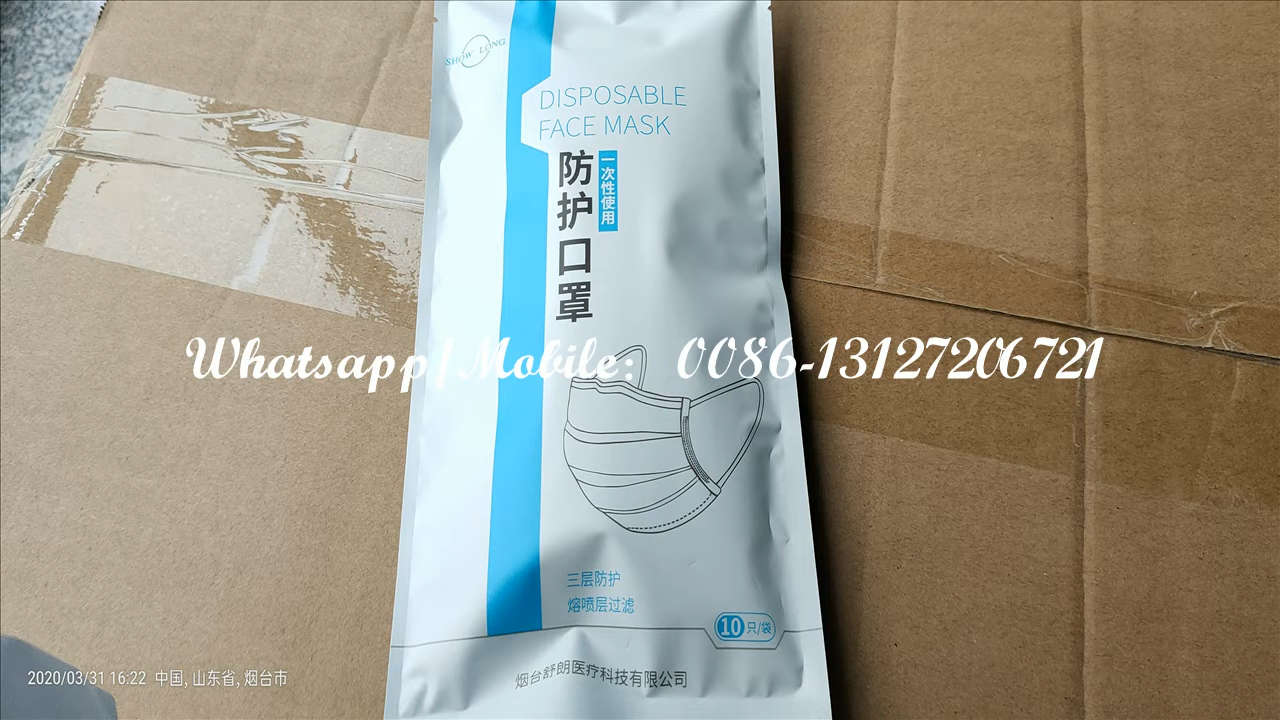 SHOW LONG
DISPOSABLE
FACE MASK
防护口罩
一次性使用
Whatsapp/Mobile: 0086-13127206721
三层防护
熔喷层过滤
10只/袋
烟台舒朗医疗科技有限公司
2020/03/31 16:22 中国, 山东省, 烟台市